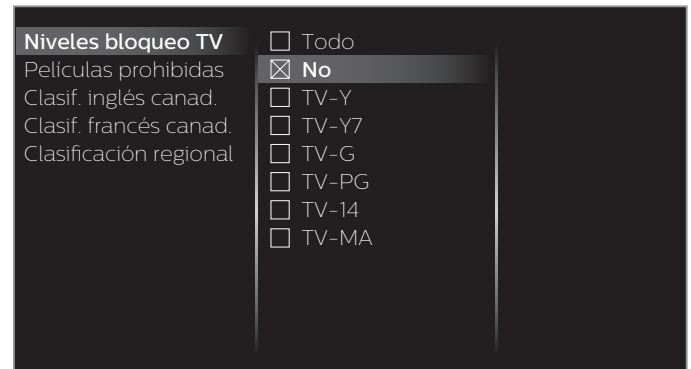 Niveles bloqueo TV
Películas prohibidas
Clasif. inglés canad.
Clasif. francés canad.
Clasificación regional
Todo
No
TV-Y
TV-Y7
TV-G
TV-PG
TV-14
TV-MA